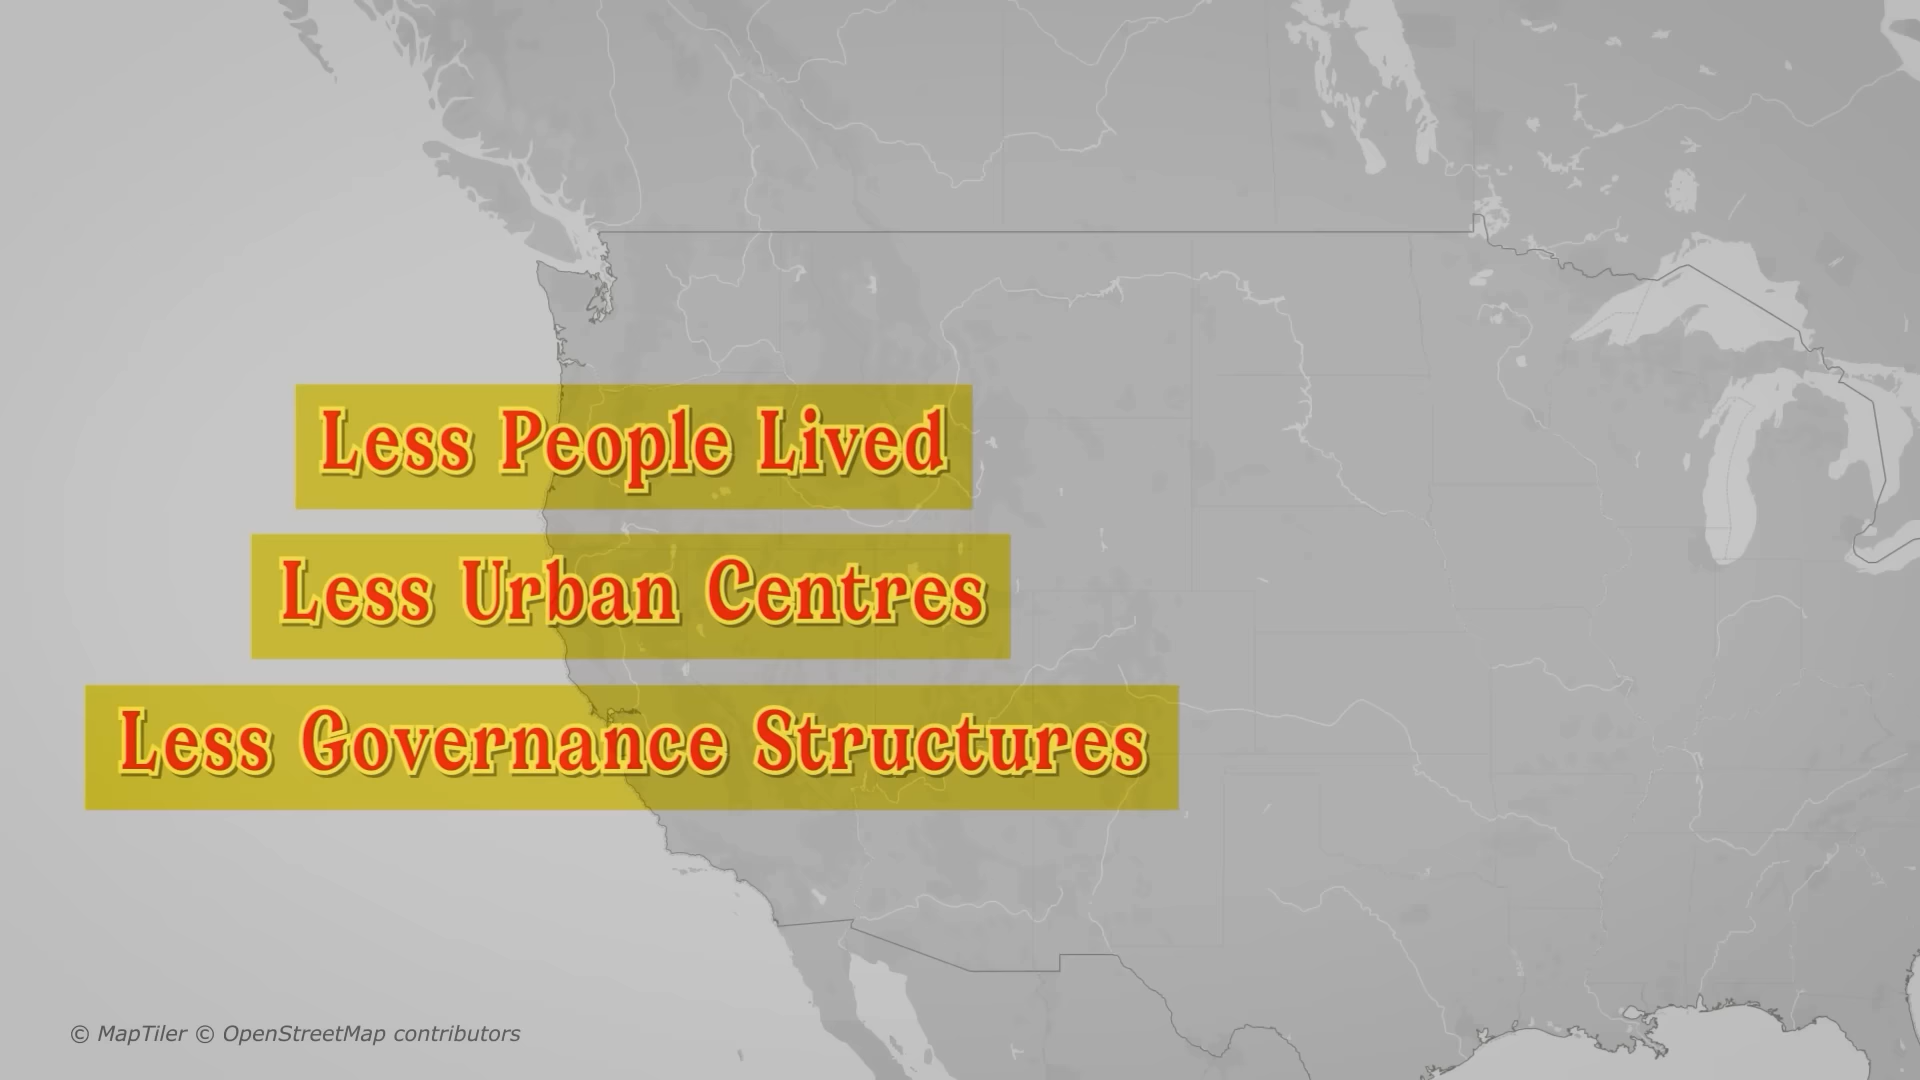 Less People Lived
Less Urban Centres
Less Governance Structures
© MapTiler © OpenStreetMap contributors